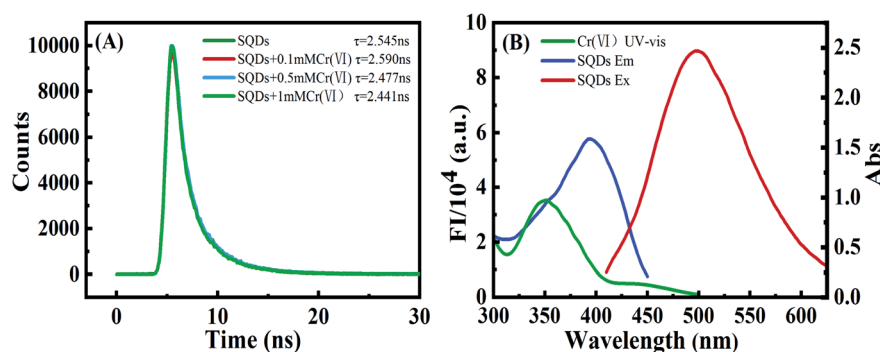 (A)
SQDs τ=2.545ns
SQDs+0.1mMCr(Ⅵ) τ=2.590ns
SQDs+0.5mMCr(Ⅵ) τ=2.477ns
SQDs+1mMCr(Ⅵ) τ=2.441ns
Counts
10000
8000
6000
4000
2000
0
0 10 20 30
Time (ns)
(B)
Cr(Ⅵ) UV-vis
SQDs Em
SQDs Ex
FI/10⁴ (a.u.)
10
8
6
4
2
0
300 350 400 450 500 550 600
Wavelength (nm)
2.5
2.0
1.5
1.0
0.5
0.0
Abs